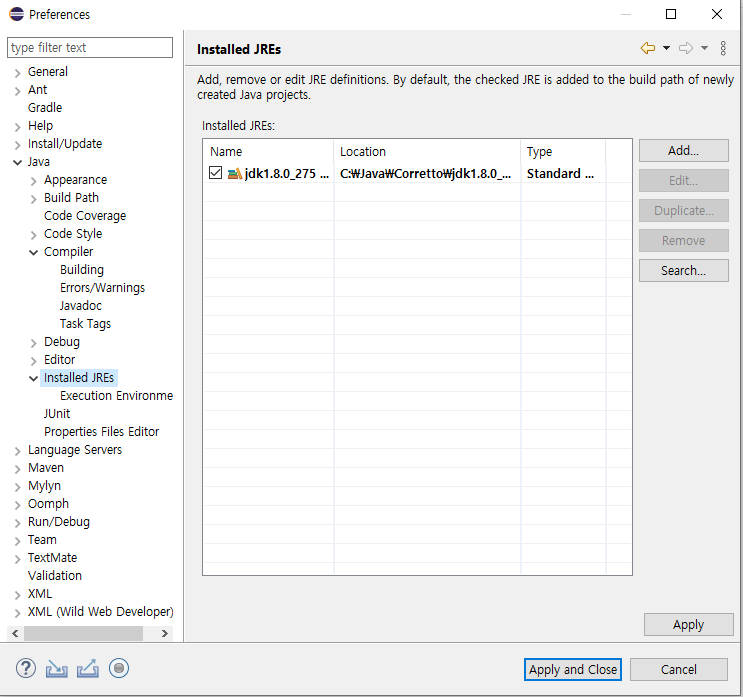 Preferences
type filter text
General
Ant
Gradle
Help
Install/Update
Java
Appearance
Build Path
Code Coverage
Code Style
Compiler
Building
Errors/Warnings
Javadoc
Task Tags
Debug
Editor
Installed JREs
Execution Environme
JUnit
Properties Files Editor
Language Servers
Maven
Mylyn
Oomph
Run/Debug
Team
TextMate
Validation
XML
XML (Wild Web Developer)
Installed JREs
Add, remove or edit JRE definitions. By default, the checked JRE is added to the build path of newly
created Java projects.
Installed JREs:
Name Location Type
jdk1.8.0_275 ... C:₩Java₩Corretto₩jdk1.8.0_... Standard ...
Add...
Edit...
Duplicate...
Remove
Search...
Apply
Apply and Close Cancel